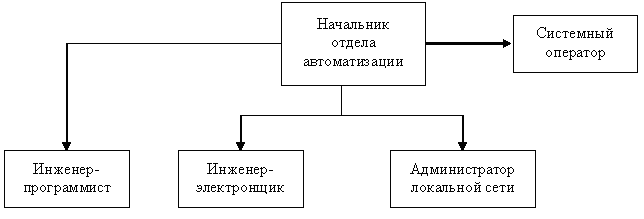 Начальник
отдела
автоматизации
Системный
оператор
Инженер-
программист
Инженер-
электронщик
Администратор
локальной сети